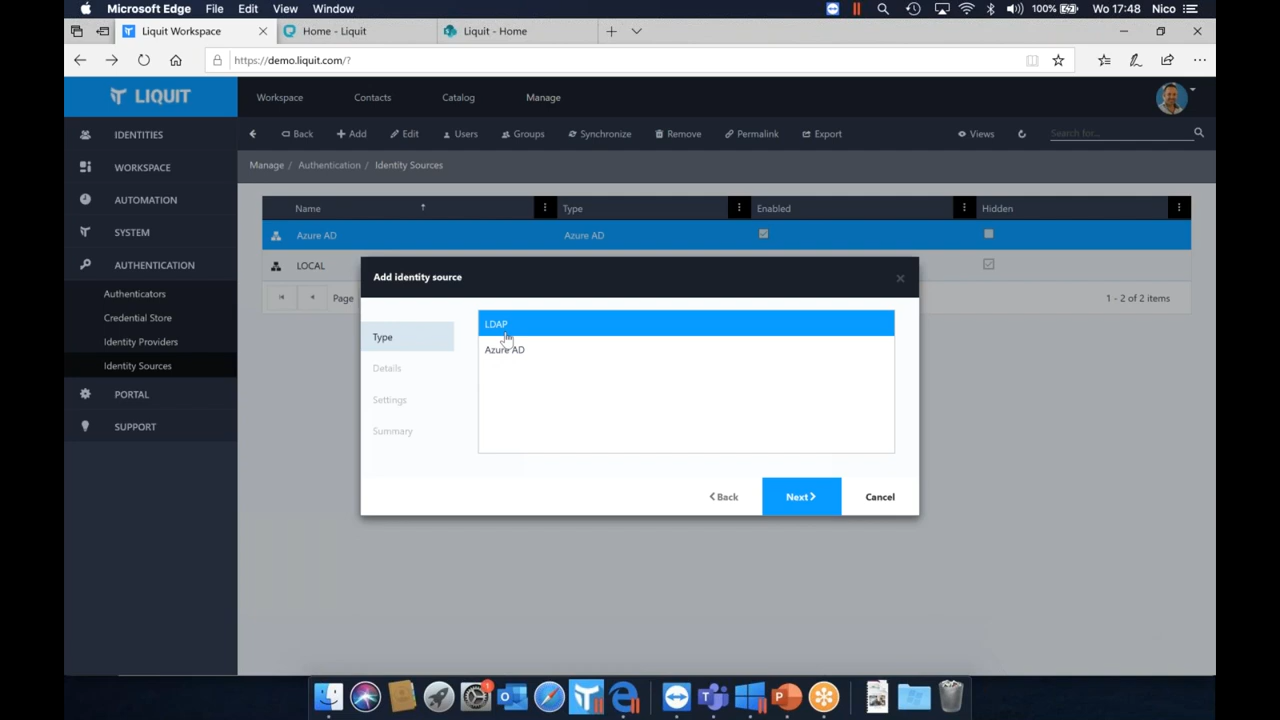 Microsoft Edge File Edit View Window 100% Wo 17:48 Nico
Liquit Workspace Home - Liquit Liquit - Home
https://demo.liquit.com/?
LIQUIT Workspace Contacts Catalog Manage
Back Add Edit Users Groups Synchronize Remove Permalink Export Views Search for...
Manage / Authentication / Identity Sources
IDENTITIES
WORKSPACE
AUTOMATION
SYSTEM
AUTHENTICATION
Authenticators
Credential Store
Identity Providers
Identity Sources
PORTAL
SUPPORT
Name Type Enabled Hidden
Azure AD Azure AD
LOCAL
Page 1 - 2 of 2 items
Add identity source
Type
Details
Settings
Summary
LDAP
Azure AD
Back Next Cancel
1